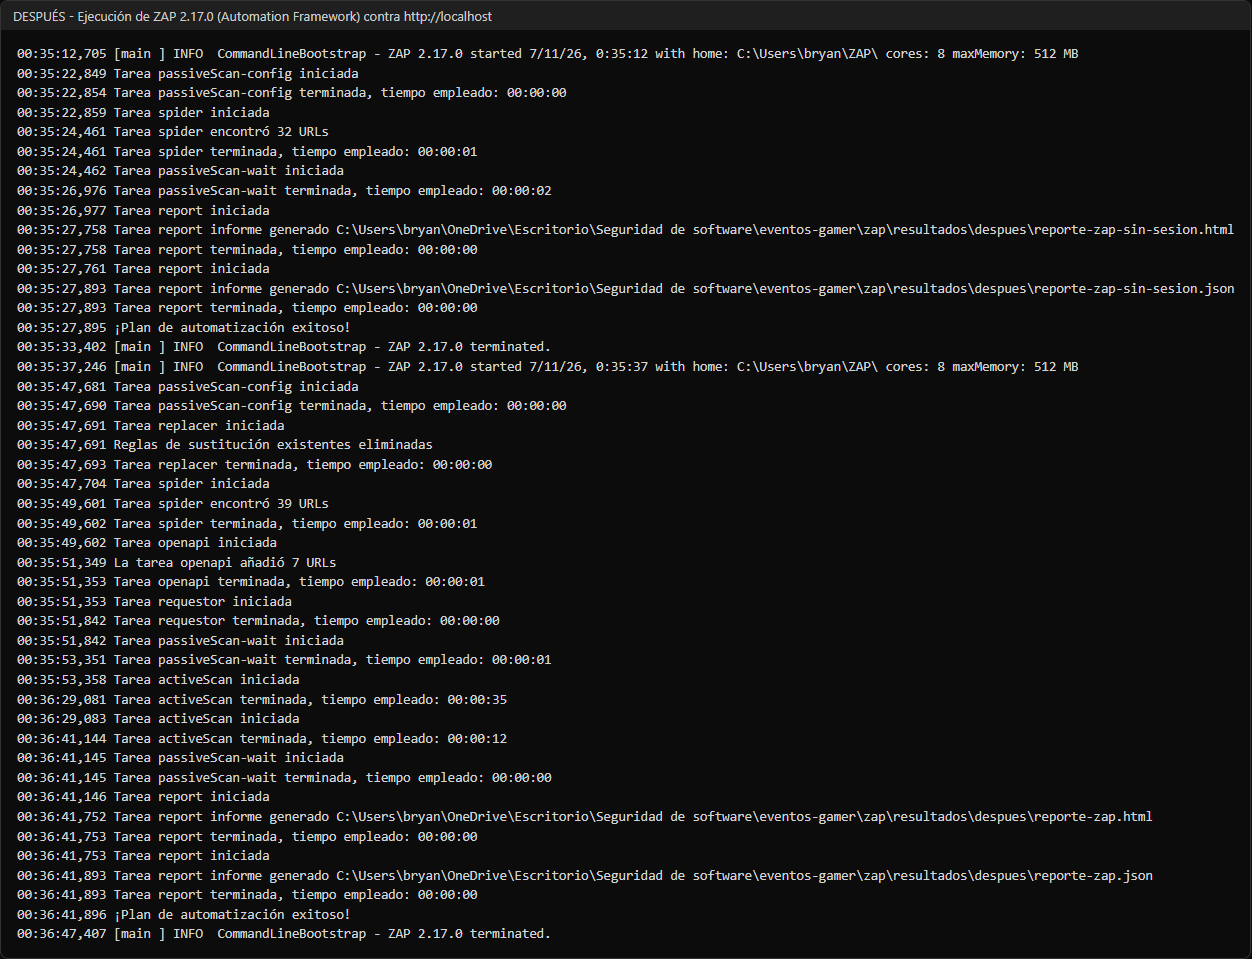 DESPUÉS - Ejecución de ZAP 2.17.0 (Automation Framework) contra http://localhost
00:35:12,705 [main ] INFO  CommandLineBootstrap - ZAP 2.17.0 started 7/11/26, 0:35:12 with home: C:\Users\bryan\ZAP\ cores: 8 maxMemory: 512 MB
00:35:22,849 Tarea passiveScan-config iniciada
00:35:22,854 Tarea passiveScan-config terminada, tiempo empleado: 00:00:00
00:35:22,859 Tarea spider iniciada
00:35:24,461 Tarea spider encontró 32 URLs
00:35:24,461 Tarea spider terminada, tiempo empleado: 00:00:01
00:35:24,462 Tarea passiveScan-wait iniciada
00:35:26,976 Tarea passiveScan-wait terminada, tiempo empleado: 00:00:02
00:35:26,977 Tarea report iniciada
00:35:27,758 Tarea report informe generado C:\Users\bryan\OneDrive\Escritorio\Seguridad de software\eventos-gamer\zap\resultados\despues\reporte-zap-sin-sesion.html
00:35:27,758 Tarea report terminada, tiempo empleado: 00:00:00
00:35:27,761 Tarea report iniciada
00:35:27,893 Tarea report informe generado C:\Users\bryan\OneDrive\Escritorio\Seguridad de software\eventos-gamer\zap\resultados\despues\reporte-zap-sin-sesion.json
00:35:27,893 Tarea report terminada, tiempo empleado: 00:00:00
00:35:27,895 ¡Plan de automatización exitoso!
00:35:33,402 [main ] INFO  CommandLineBootstrap - ZAP 2.17.0 terminated.
00:35:37,246 [main ] INFO  CommandLineBootstrap - ZAP 2.17.0 started 7/11/26, 0:35:37 with home: C:\Users\bryan\ZAP\ cores: 8 maxMemory: 512 MB
00:35:47,681 Tarea passiveScan-config iniciada
00:35:47,690 Tarea passiveScan-config terminada, tiempo empleado: 00:00:00
00:35:47,691 Tarea replacer iniciada
00:35:47,691 Reglas de sustitución existentes eliminadas
00:35:47,693 Tarea replacer terminada, tiempo empleado: 00:00:00
00:35:47,704 Tarea spider iniciada
00:35:49,601 Tarea spider encontró 39 URLs
00:35:49,602 Tarea spider terminada, tiempo empleado: 00:00:01
00:35:49,602 Tarea openapi iniciada
00:35:51,349 La tarea openapi añadió 7 URLs
00:35:51,353 Tarea openapi terminada, tiempo empleado: 00:00:01
00:35:51,353 Tarea requestor iniciada
00:35:51,842 Tarea requestor terminada, tiempo empleado: 00:00:00
00:35:51,842 Tarea passiveScan-wait iniciada
00:35:53,351 Tarea passiveScan-wait terminada, tiempo empleado: 00:00:01
00:35:53,358 Tarea activeScan iniciada
00:36:29,081 Tarea activeScan terminada, tiempo empleado: 00:00:35
00:36:29,083 Tarea activeScan iniciada
00:36:41,144 Tarea activeScan terminada, tiempo empleado: 00:00:12
00:36:41,145 Tarea passiveScan-wait iniciada
00:36:41,145 Tarea passiveScan-wait terminada, tiempo empleado: 00:00:00
00:36:41,146 Tarea report iniciada
00:36:41,752 Tarea report informe generado C:\Users\bryan\OneDrive\Escritorio\Seguridad de software\eventos-gamer\zap\resultados\despues\reporte-zap.html
00:36:41,753 Tarea report terminada, tiempo empleado: 00:00:00
00:36:41,753 Tarea report iniciada
00:36:41,893 Tarea report informe generado C:\Users\bryan\OneDrive\Escritorio\Seguridad de software\eventos-gamer\zap\resultados\despues\reporte-zap.json
00:36:41,893 Tarea report terminada, tiempo empleado: 00:00:00
00:36:41,896 ¡Plan de automatización exitoso!
00:36:47,407 [main ] INFO  CommandLineBootstrap - ZAP 2.17.0 terminated.